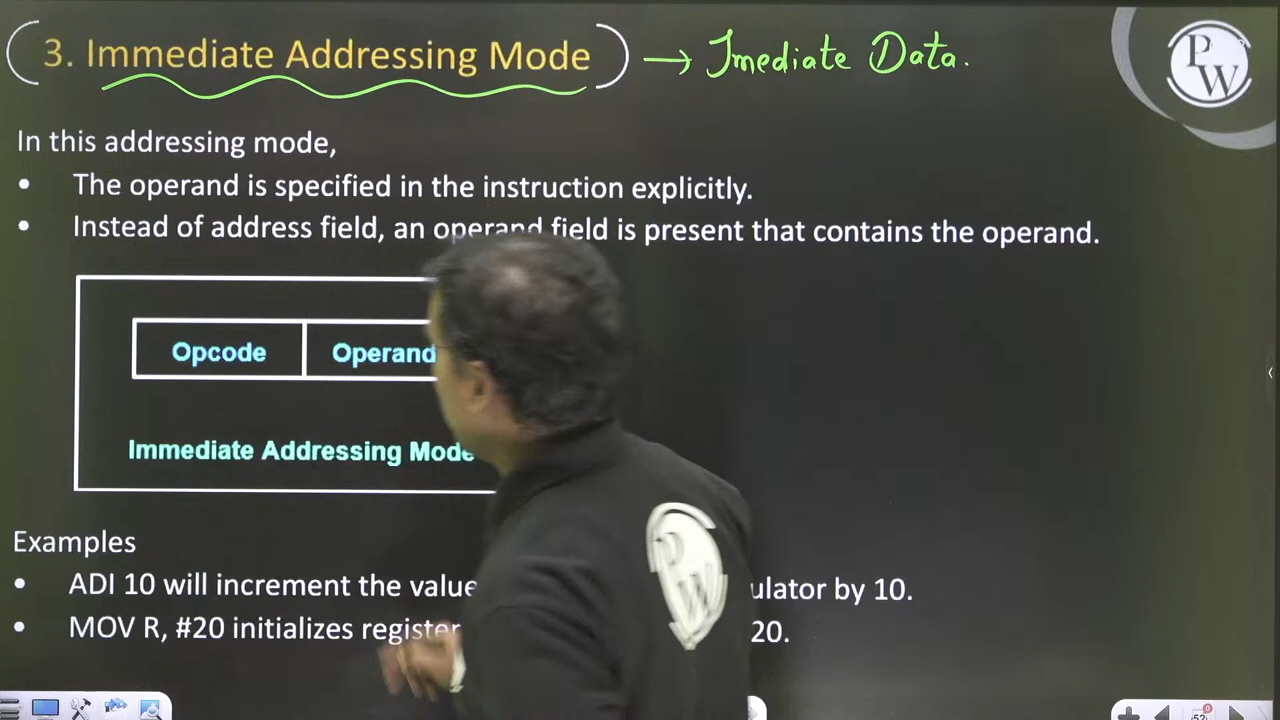 3. Immediate Addressing Mode → Imediate Data.
PW
In this addressing mode,
• The operand is specified in the instruction explicitly.
• Instead of address field, an operand field is present that contains the operand.
Opcode Operand
Immediate Addressing Mode
PW
Examples
• ADI 10 will increment the value ulator by 10.
• MOV R, #20 initializes register 20.